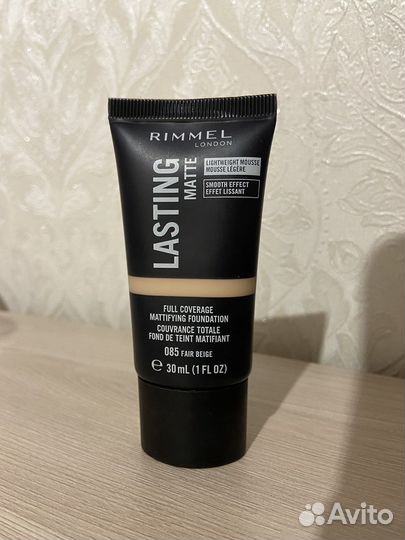 RIMMEL
LONDON
LASTING
MATTE
LIGHTWEIGHT MOUSSE
MOUSSE LÉGÈRE
SMOOTH EFFECT
EFFET LISSANT
FULL COVERAGE
MATTIFYING FOUNDATION
COUVRANCE TOTALE
FOND DE TEINT MATIFIANT
085 FAIR BEIGE
e 30 mL (1 FL OZ)
Avito